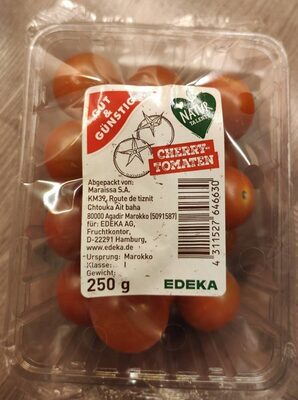 GUT &
GÜNSTIG
NATUR
TALENTE
CHERRY-
TOMATEN
Abgepackt von:
Maraissa S.A.
KM39, Route de tiznit
Chtouka Ait baha
80000 Agadir Marokko [5091587]
für: EDEKA AG,
Fruchtkontor,
D-22291 Hamburg,
www.edeka.de
Ursprung: Marokko
Klasse: I
Gewicht:
250 g
EDEKA
4 311527 646630